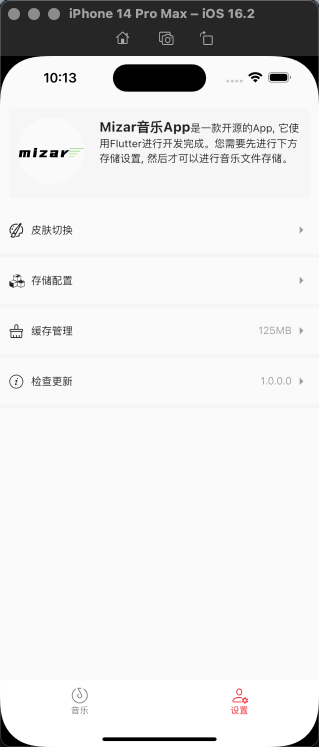 iPhone 14 Pro Max – iOS 16.2
10:13
mizar
Mizar音乐App是一款开源的App, 它使
用Flutter进行开发完成。您需要先进行下方
存储设置, 然后才可以进行音乐文件存储。
皮肤切换
存储配置
缓存管理 125MB
检查更新 1.0.0.0
音乐 设置